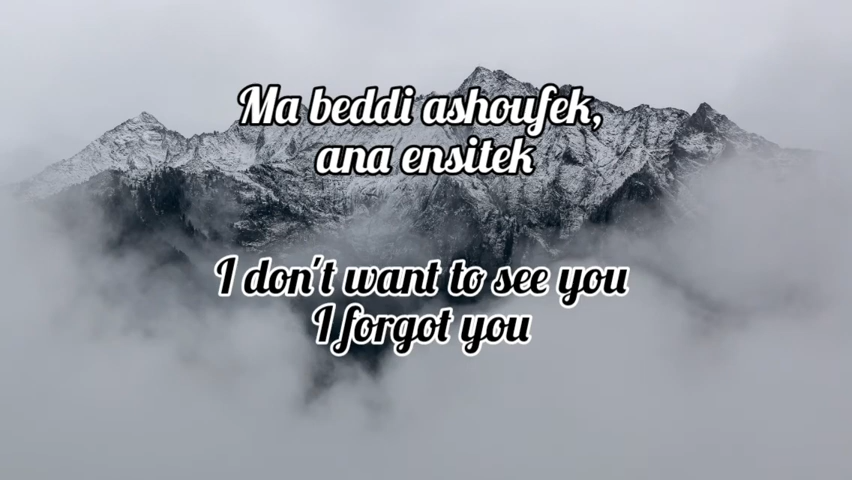 Ma beddi ashoufek,
ana ensitek
I don't want to see you
I forgot you